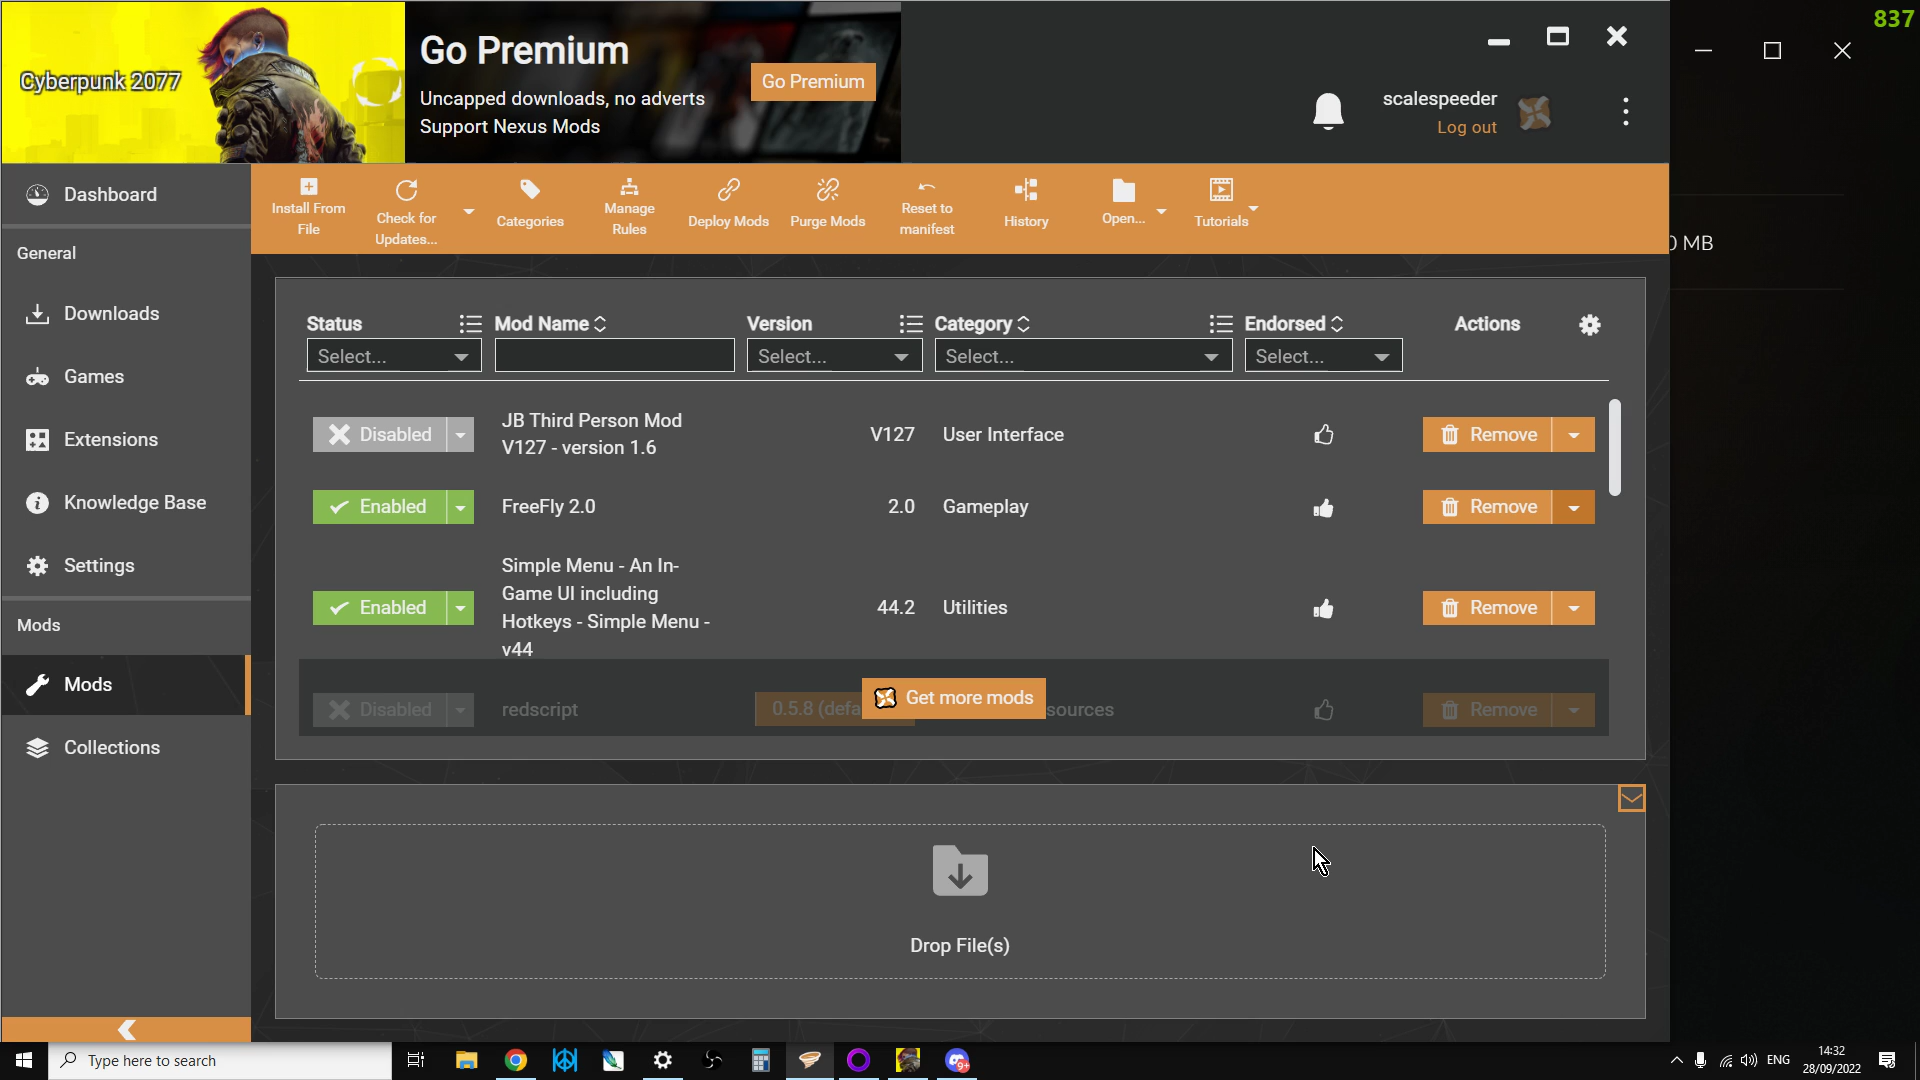 Cyberpunk 2077
Go Premium
Uncapped downloads, no adverts
Support Nexus Mods
Go Premium
scalespeeder
Log out
837
Dashboard
General
Downloads
Games
Extensions
Knowledge Base
Settings
Mods
Mods
Collections
Install From
File
Check for
Updates...
Categories
Manage
Rules
Deploy Mods
Purge Mods
Reset to
manifest
History
Open...
Tutorials
0 MB
Status
Mod Name
Version
Category
Endorsed
Actions
Select...
Select...
Select...
Select...
Disabled
JB Third Person Mod
V127 - version 1.6
V127
User Interface
Remove
Enabled
FreeFly 2.0
2.0
Gameplay
Remove
Enabled
Simple Menu - An In-
Game UI including
Hotkeys - Simple Menu -
v44
44.2
Utilities
Remove
Disabled
redscript
0.5.8 (defa
Get more mods
sources
Remove
Drop File(s)
Type here to search
9+
ENG
14:32
28/09/2022